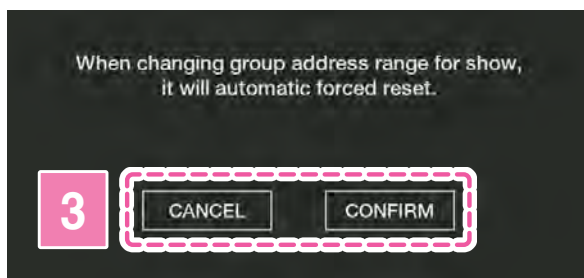 When changing group address range for show,
it will automatic forced reset.
3 CANCEL CONFIRM